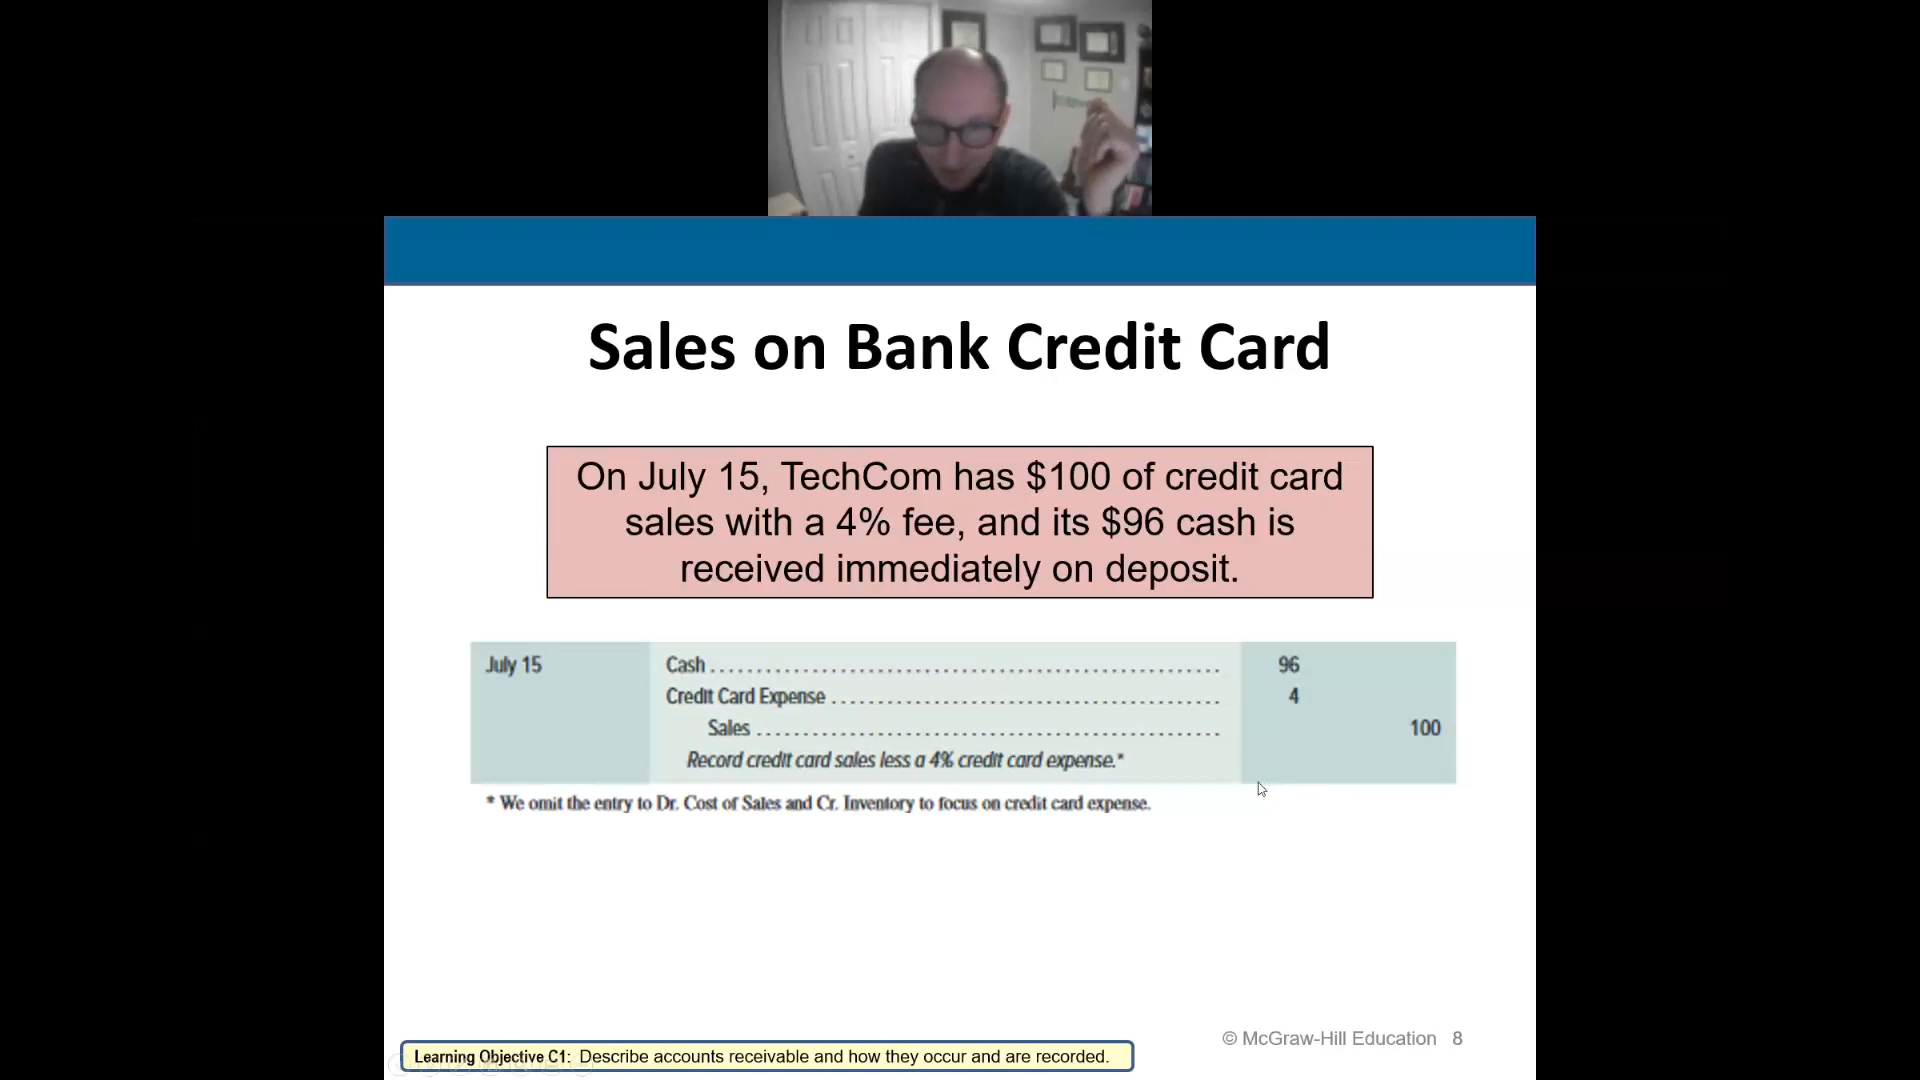 Sales on Bank Credit Card
On July 15, TechCom has $100 of credit card
sales with a 4% fee, and its $96 cash is
received immediately on deposit.
July 15 Cash ........................................................ 96
Credit Card Expense .......................................... 4
Sales .................................................. 100
Record credit card sales less a 4% credit card expense.*
* We omit the entry to Dr. Cost of Sales and Cr. Inventory to focus on credit card expense.
© McGraw-Hill Education 8
Learning Objective C1: Describe accounts receivable and how they occur and are recorded.